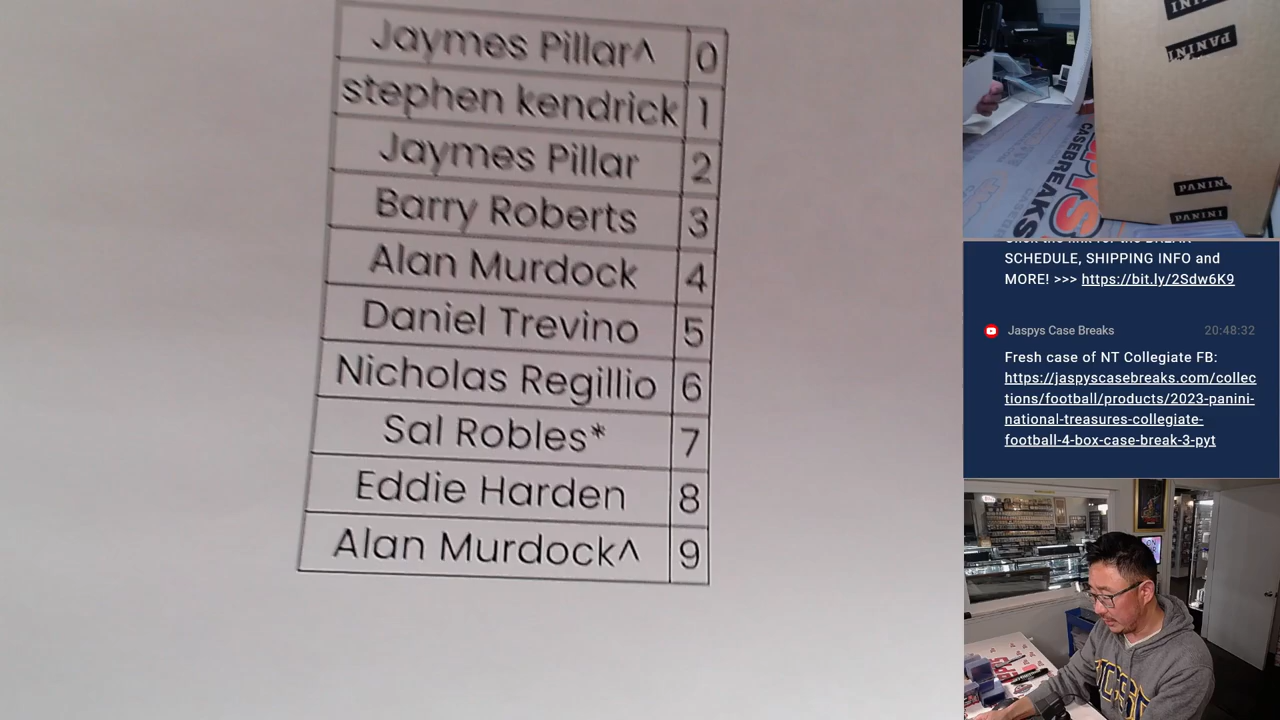 Jaymes Pillar^ 0
stephen kendrick 1
Jaymes Pillar 2
Barry Roberts 3
Alan Murdock 4
Daniel Trevino 5
Nicholas Regillio 6
Sal Robles* 7
Eddie Harden 8
Alan Murdock^ 9
PANINI
PANINI
PANINI
CASEBREAKS
SCHEDULE, SHIPPING INFO and
MORE! >>> https://bit.ly/2Sdw6K9
Jaspys Case Breaks 20:48:32
Fresh case of NT Collegiate FB:
https://jaspyscasebreaks.com/collec
tions/football/products/2023-panini-
national-treasures-collegiate-
football-4-box-case-break-3-pyt